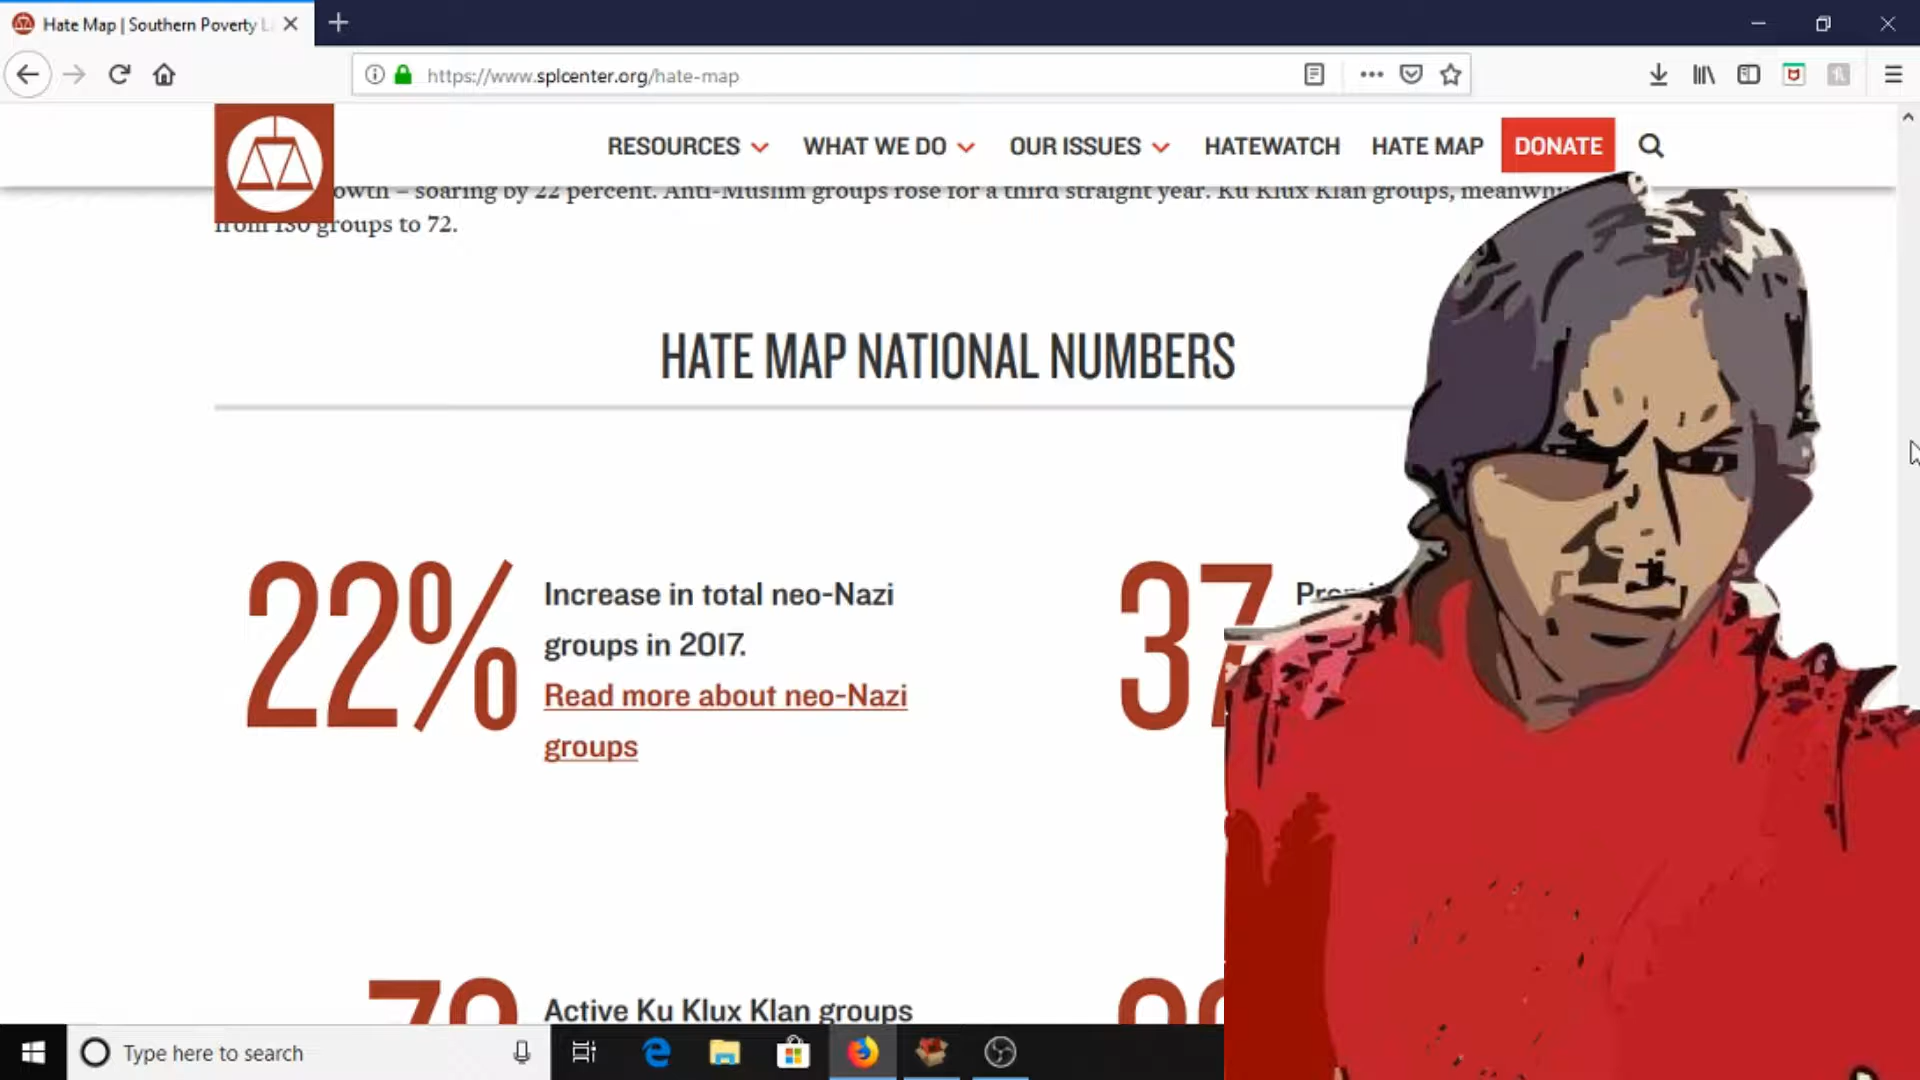 Hate Map | Southern Poverty L
https://www.splcenter.org/hate-map
RESOURCES WHAT WE DO OUR ISSUES HATEWATCH HATE MAP DONATE
owth – soaring by 22 percent. Anti-Muslim groups rose for a third straight year. Ku Klux Klan groups,
from 130 groups to 72.
HATE MAP NATIONAL NUMBERS
22%
Increase in total neo-Nazi
groups in 2017.
Read more about neo-Nazi
groups
37
Active Ku Klux Klan groups
Type here to search